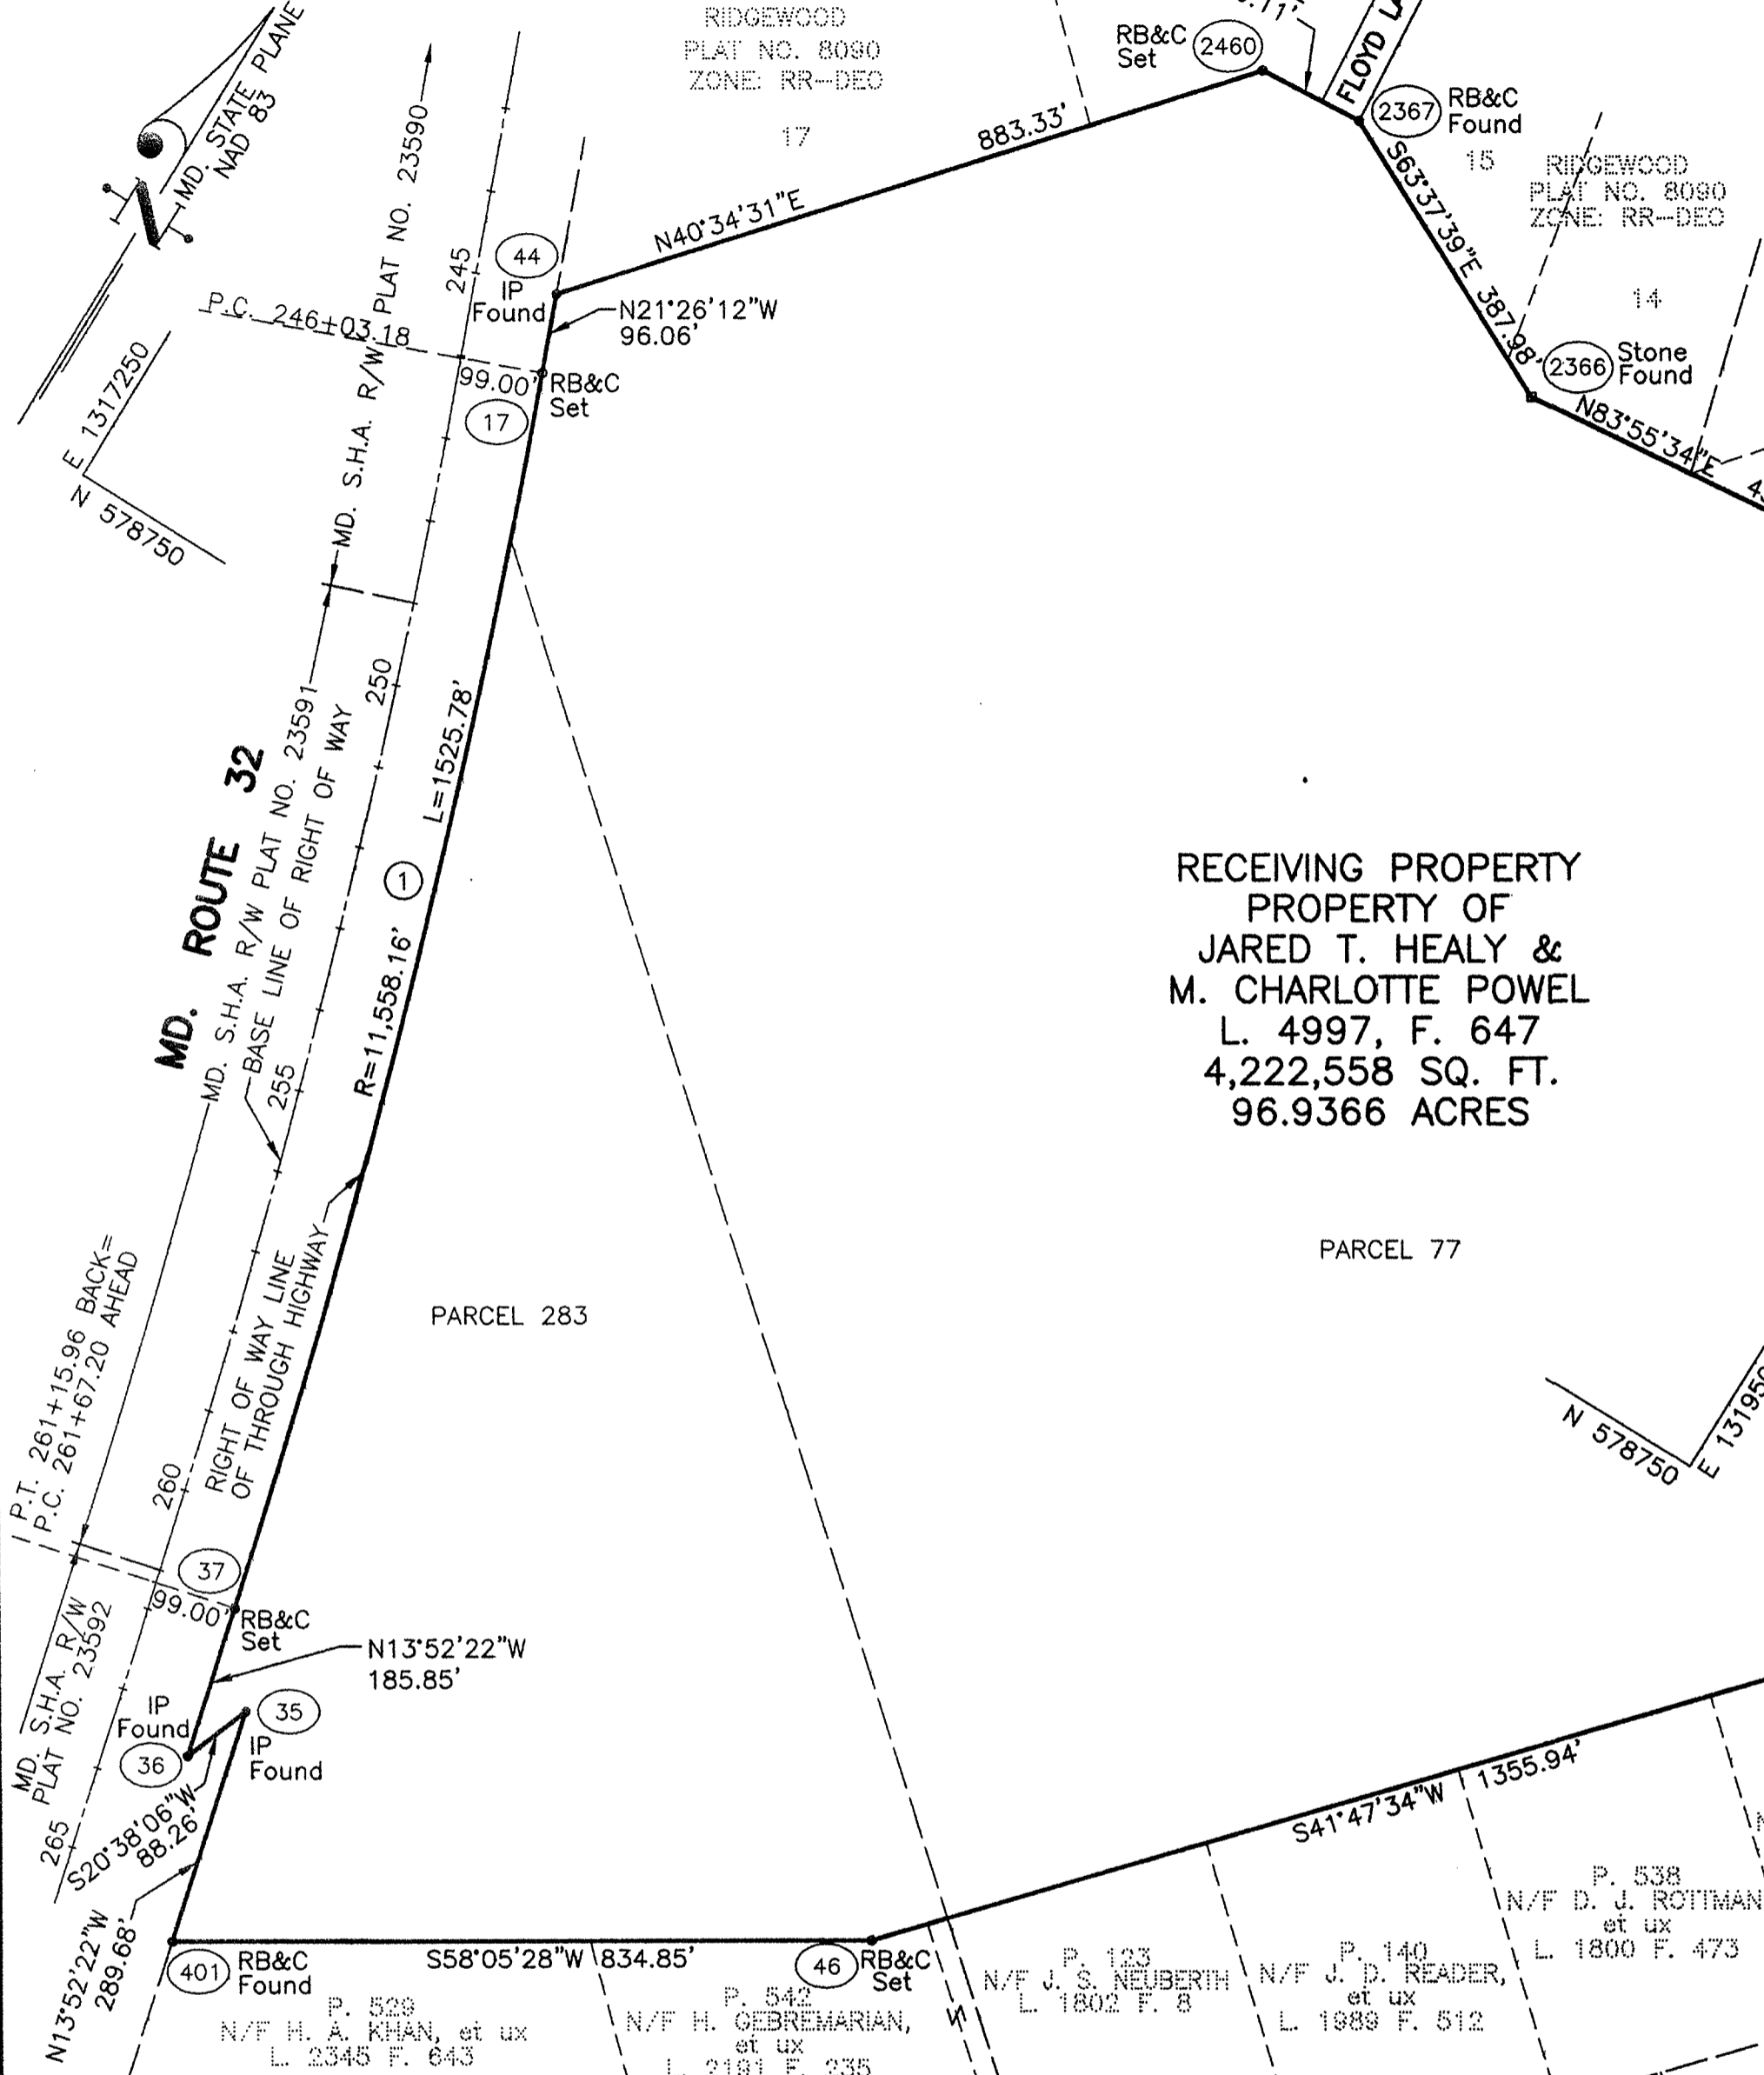 MD. STATE PLANE
NAD 83
RIDGEWOOD
PLAT NO. 8090
ZONE: RR-DEO
17
RB&C
Set
2460
FLOYD
2367
RB&C
Found
15
RIDGEWOOD
PLAT NO. 8090
ZONE: RR-DEO
14
883.33'
N40°34'31"E
S63°37'39"E 387.98'
2366
Stone
Found
N83°55'34"E
MD. S.H.A. R/W PLAT NO. 23590
245
44
IP
Found
N21°26'12"W
96.06'
P.C. 246+03.18
99.00'
RB&C
Set
17
E 1317250
N 578750
250
L=1525.78'
1
R=11,558.16'
MD. ROUTE 32
MD. S.H.A. R/W PLAT NO. 23591
BASE LINE OF RIGHT OF WAY
255
RECEIVING PROPERTY
PROPERTY OF
JARED T. HEALY &
M. CHARLOTTE POWEL
L. 4997, F. 647
4,222,558 SQ. FT.
96.9366 ACRES
PARCEL 77
PARCEL 283
P.T. 261+15.96 BACK=
P.C. 261+67.20 AHEAD
RIGHT OF WAY LINE
OF THROUGH HIGHWAY
260
37
99.00'
RB&C
Set
N 578750
N13°52'22"W
185.85'
MD. S.H.A. R/W
PLAT NO. 23592
IP
Found
36
35
IP
Found
265
S20°38'06"W
88.26'
N13°52'22"W
289.68'
401
RB&C
Found
S58°05'28"W 834.85'
46
RB&C
Set
S41°47'34"W 1355.94'
P. 529
N/F H. A. KHAN, et ux
L. 2345 F. 643
P. 542
N/F H. GEBREMARIAN,
et ux
L. 2191 F. 235
P. 123
N/F J. S. NEUBERTH
L. 1802 F. 8
P. 140
N/F J. D. READER,
et ux
L. 1989 F. 512
P. 538
N/F D. J. ROTTMAN
et ux
L. 1800 F. 473